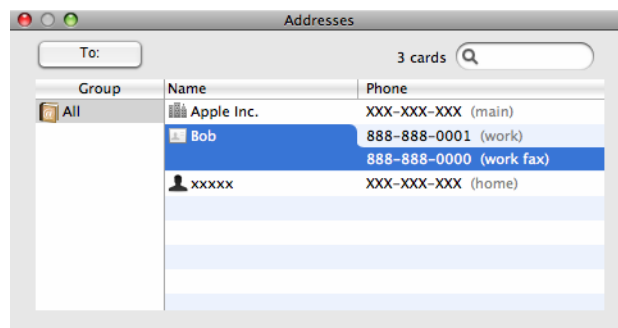 Addresses
To:
3 cards
Group Name Phone
All Apple Inc. XXX-XXX-XXX (main)
Bob 888-888-0001 (work)
888-888-0000 (work fax)
xxxxx XXX-XXX-XXX (home)